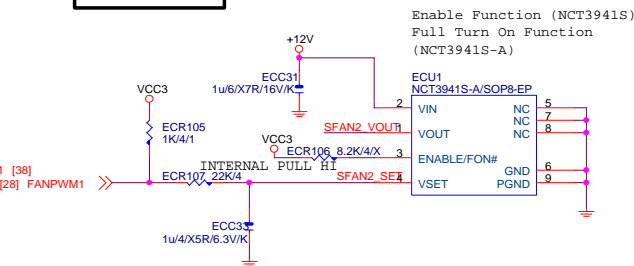 Enable Function (NCT3941S)
Full Turn On Function
(NCT3941S-A)
+12V
ECC31
1u/6/X7R/16V/K
ECU1
NCT3941S-A/SOP8-EP
VCC3
ECR105
1K/4/1
2 VIN NC 5
NC 7
SFAN2_VOUT 1 VOUT NC 8
VCC3
ECR106 8.2K/4/X 3 ENABLE/FON#
INTERNAL PULL HI
GND 6
[38]
[28] FANPWM1 ECR107 22K/4 SFAN2_SET 4 VSET PGND 9
ECC33
1u/4/X5R/6.3V/K